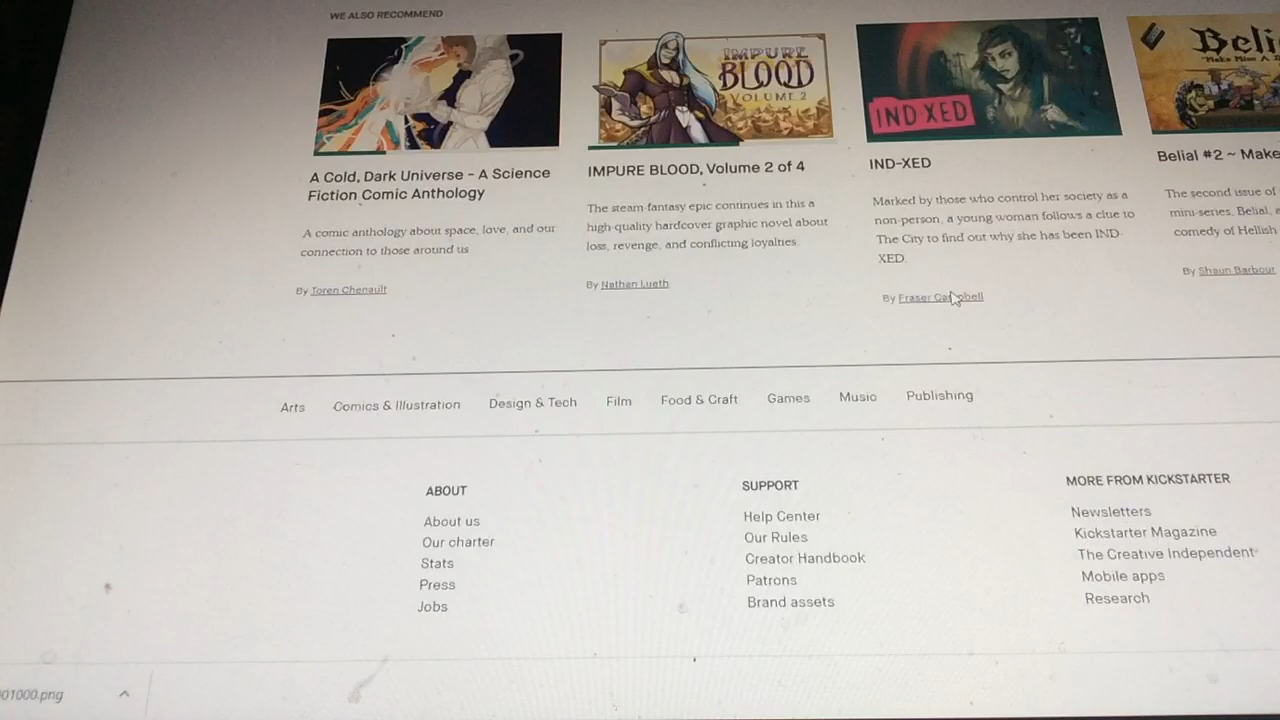 WE ALSO RECOMMEND
IMPURE
BLOOD
VOLUME 2
IND-XED
Beli
"Make Mine A
A Cold, Dark Universe - A Science
Fiction Comic Anthology
A comic anthology about space, love, and our
connection to those around us
By Toren Chenault
IMPURE BLOOD, Volume 2 of 4
The steam-fantasy epic continues in this a
high-quality hardcover graphic novel about
loss, revenge, and conflicting loyalties.
By Nathan Lueth
IND-XED
Marked by those who control her society as a
non-person, a young woman follows a clue to
The City to find out why she has been IND-
XED.
By Fraser Campbell
Belial #2 ~ Make
The second issue of
mini-series, Belial, a
comedy of Hellish
By Shaun Barbour
Arts Comics & Illustration Design & Tech Film Food & Craft Games Music Publishing
ABOUT
About us
Our charter
Stats
Press
Jobs
SUPPORT
Help Center
Our Rules
Creator Handbook
Patrons
Brand assets
MORE FROM KICKSTARTER
Newsletters
Kickstarter Magazine
The Creative Independent
Mobile apps
Research
01000.png